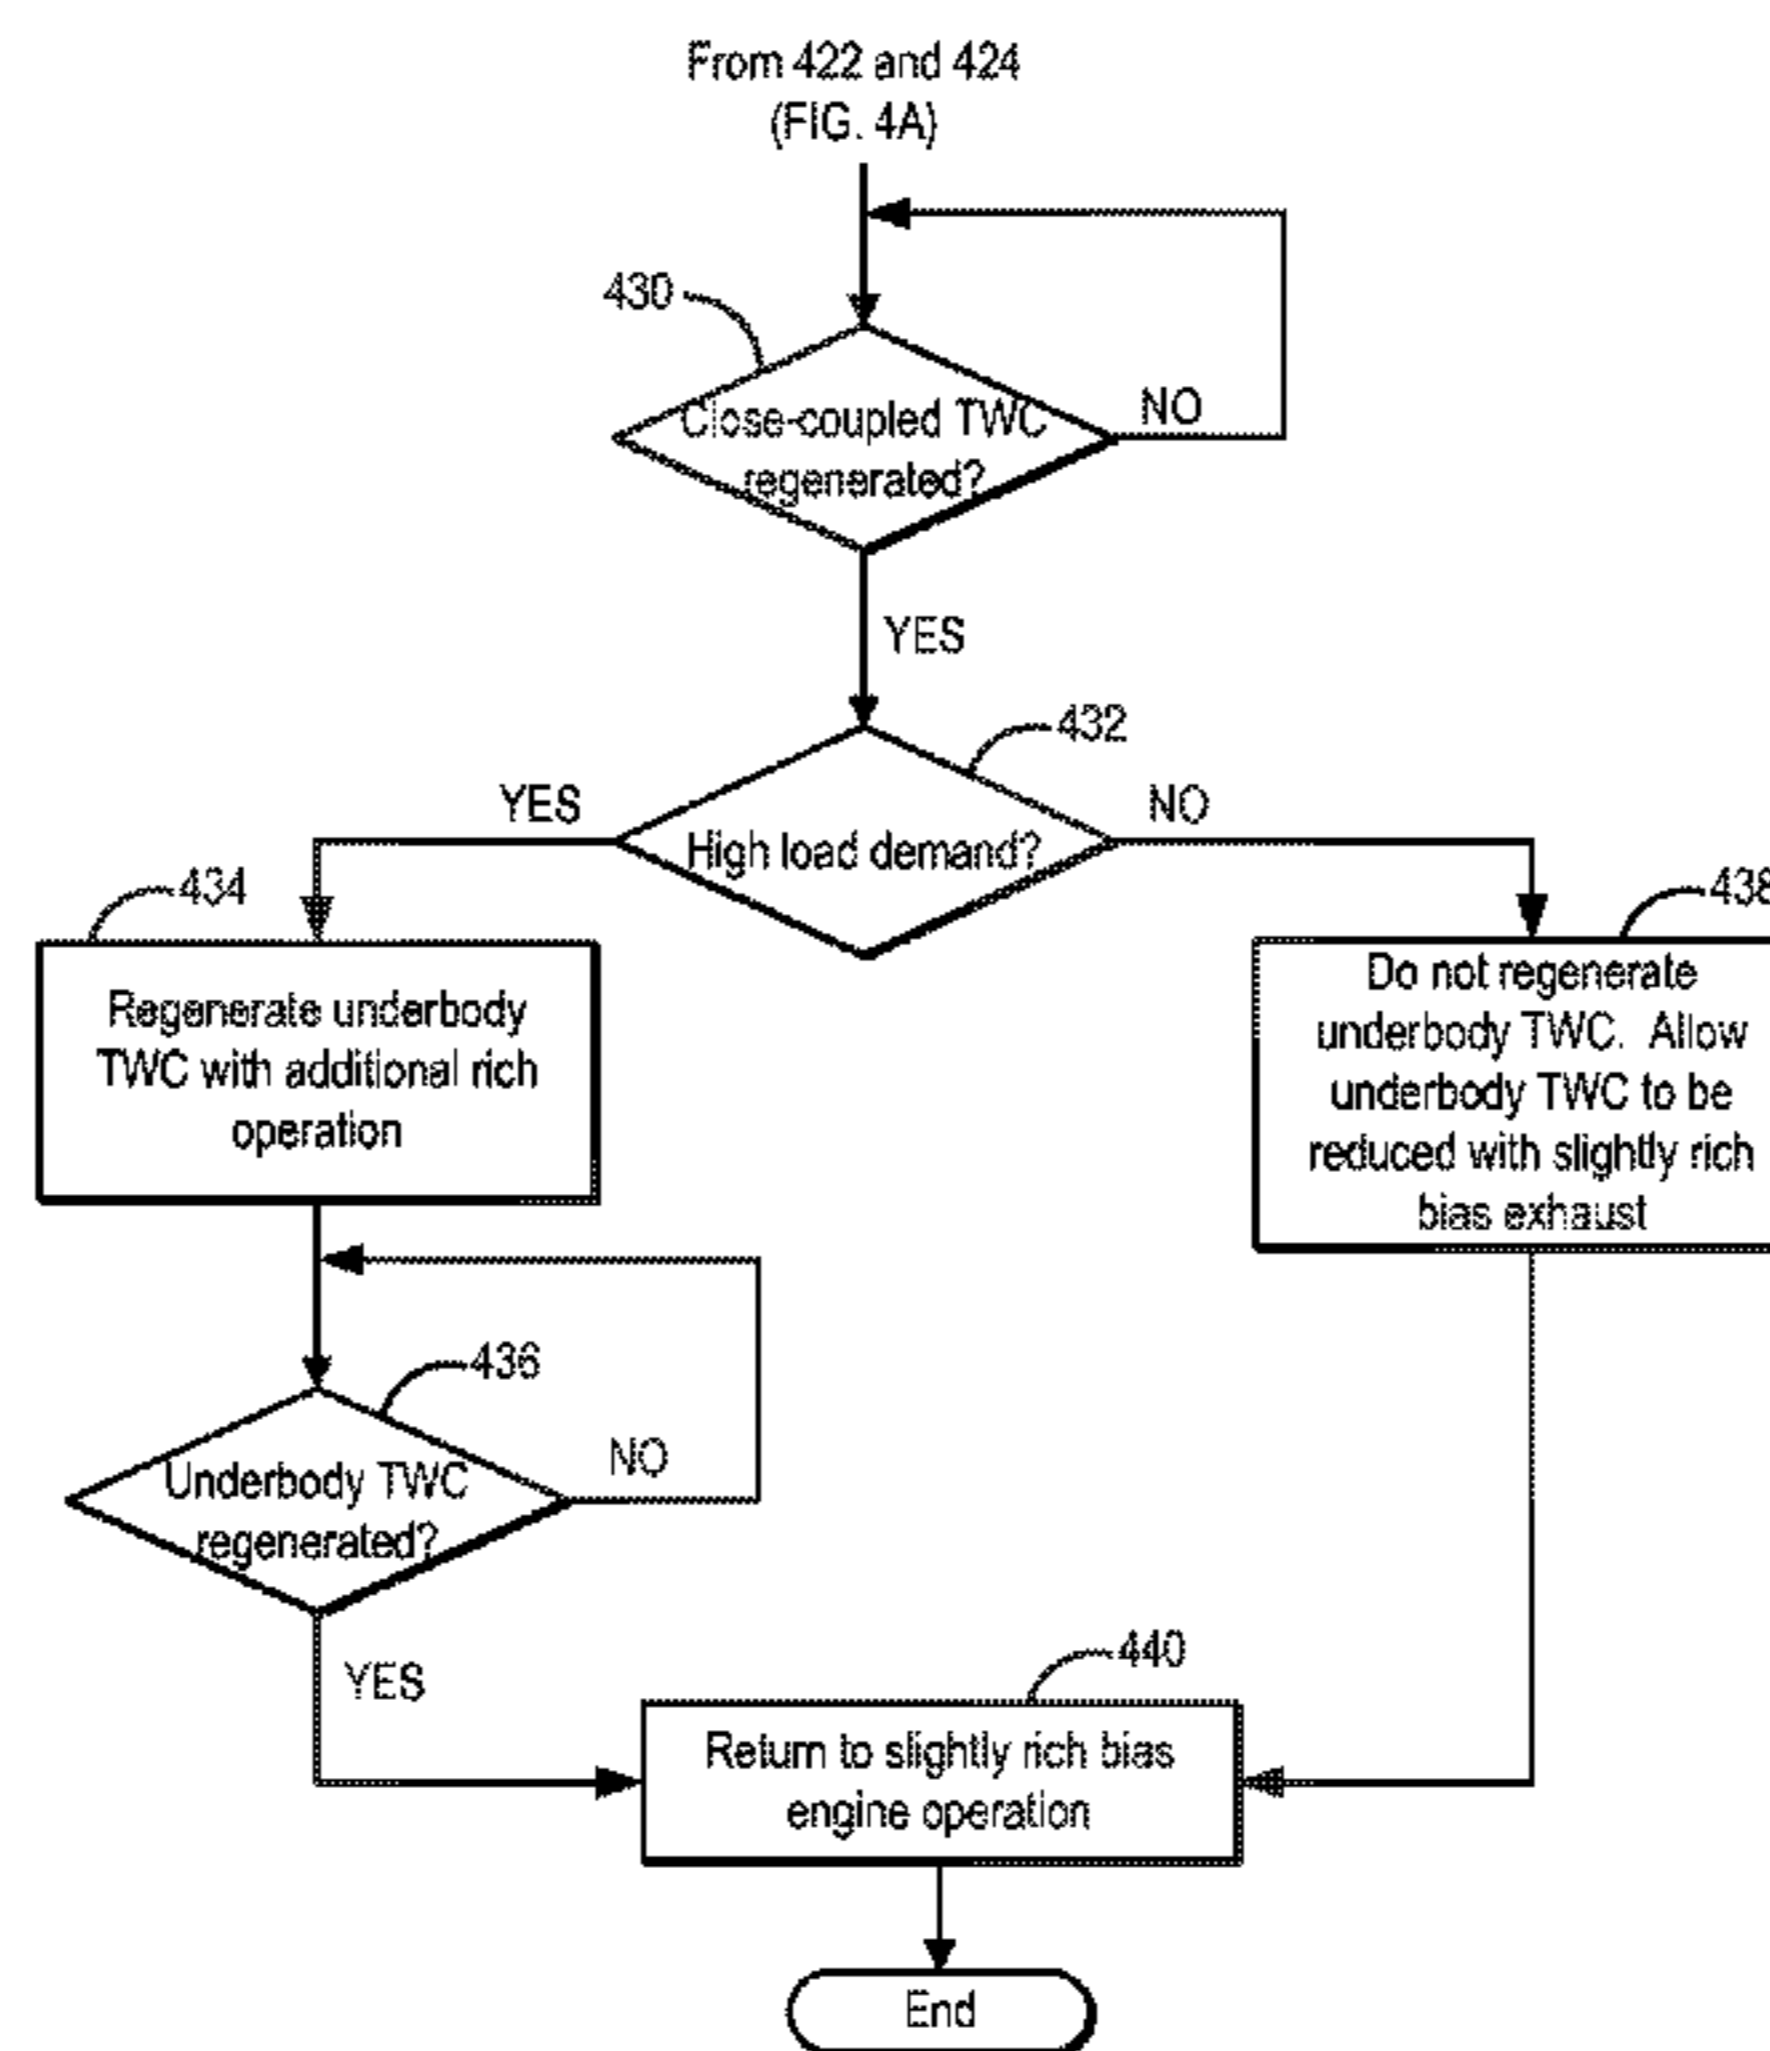 From 422 and 424
(FIG. 4A)
430
Close-coupled TWC
regenerated?
NO
YES
432
High load demand?
YES
NO
434
Regenerate underbody
TWC with additional rich
operation
438
Do not regenerate
underbody TWC. Allow
underbody TWC to be
reduced with slightly rich
bias exhaust
436
Underbody TWC
regenerated?
NO
YES
440
Return to slightly rich bias
engine operation
End